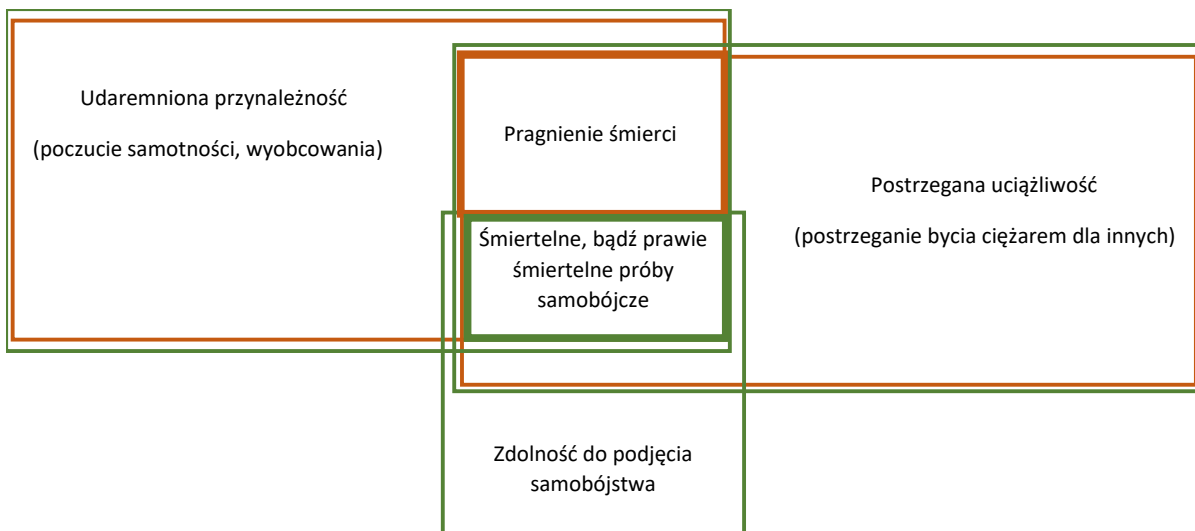 Udaremniona przynależność
(poczucie samotności, wyobcowania)
Pragnienie śmierci
Postrzegana uciążliwość
(postrzeganie bycia ciężarem dla innych)
Śmiertelne, bądź prawie
śmiertelne próby
samobójcze
Zdolność do podjęcia
samobójstwa